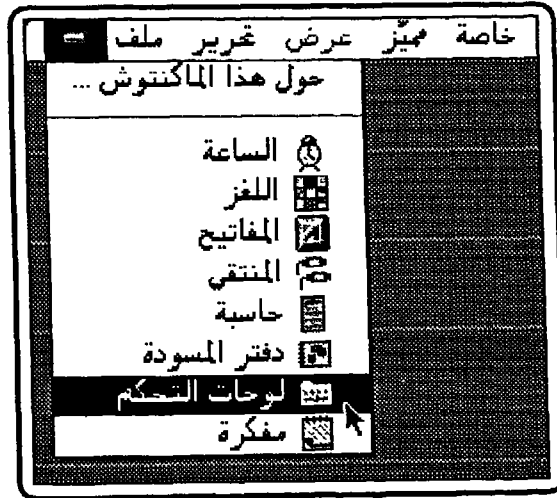 ملف تحرير عرض مميّز خاصة
حول هذا الماكنتوش ...
الساعة
اللغز
المفاتيح
المنتقي
حاسبة
دفتر المسودة
لوحات التحكم
مفكرة